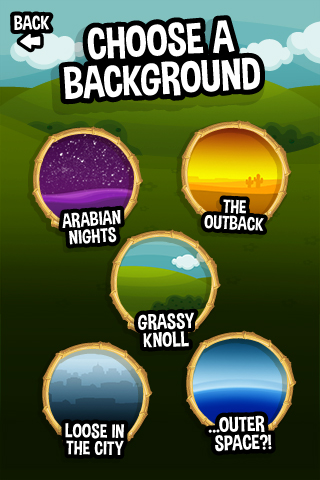 BACK
CHOOSE A
BACKGROUND
ARABIAN
NIGHTS
THE
OUTBACK
GRASSY
KNOLL
LOOSE IN
THE CITY
...OUTER
SPACE?!